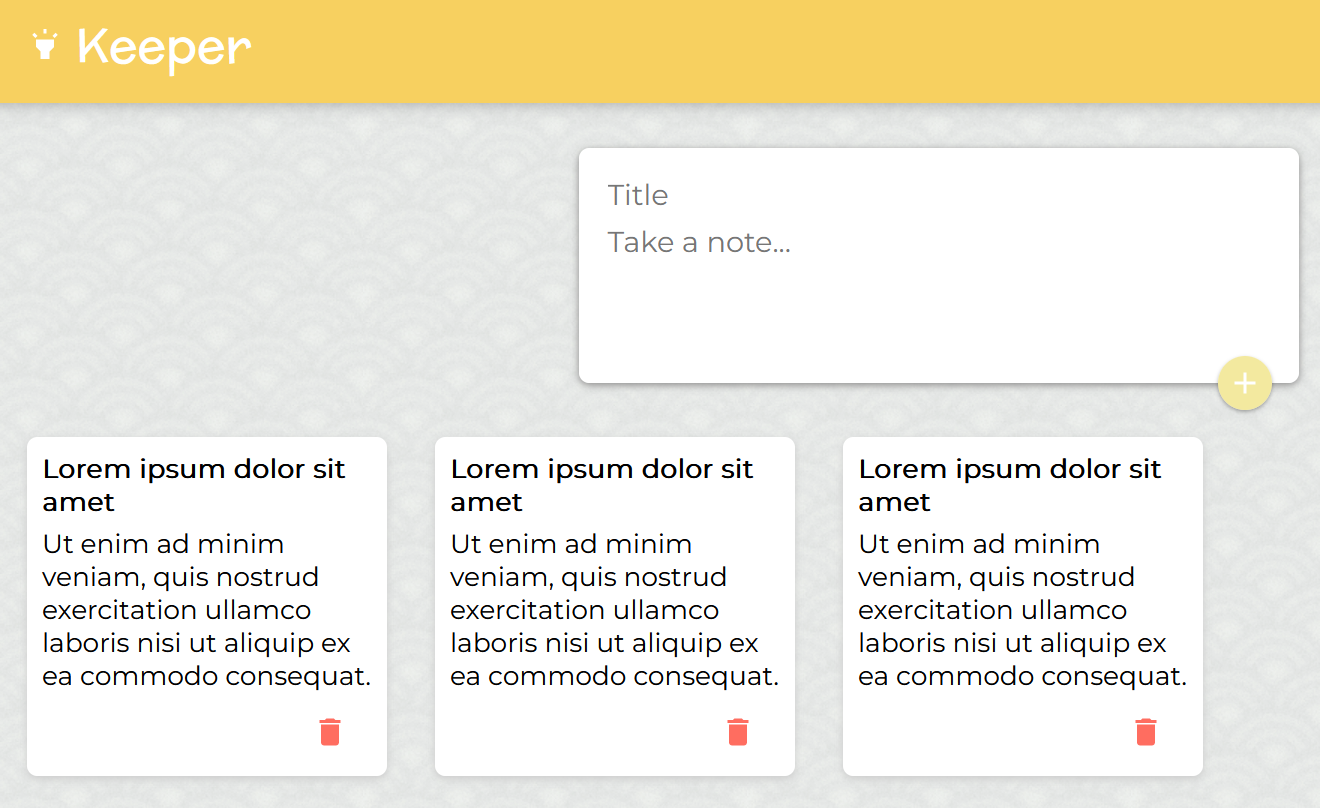 Keeper
Title
Take a note...
Lorem ipsum dolor sit
amet
Ut enim ad minim
veniam, quis nostrud
exercitation ullamco
laboris nisi ut aliquip ex
ea commodo consequat.
Lorem ipsum dolor sit
amet
Ut enim ad minim
veniam, quis nostrud
exercitation ullamco
laboris nisi ut aliquip ex
ea commodo consequat.
Lorem ipsum dolor sit
amet
Ut enim ad minim
veniam, quis nostrud
exercitation ullamco
laboris nisi ut aliquip ex
ea commodo consequat.